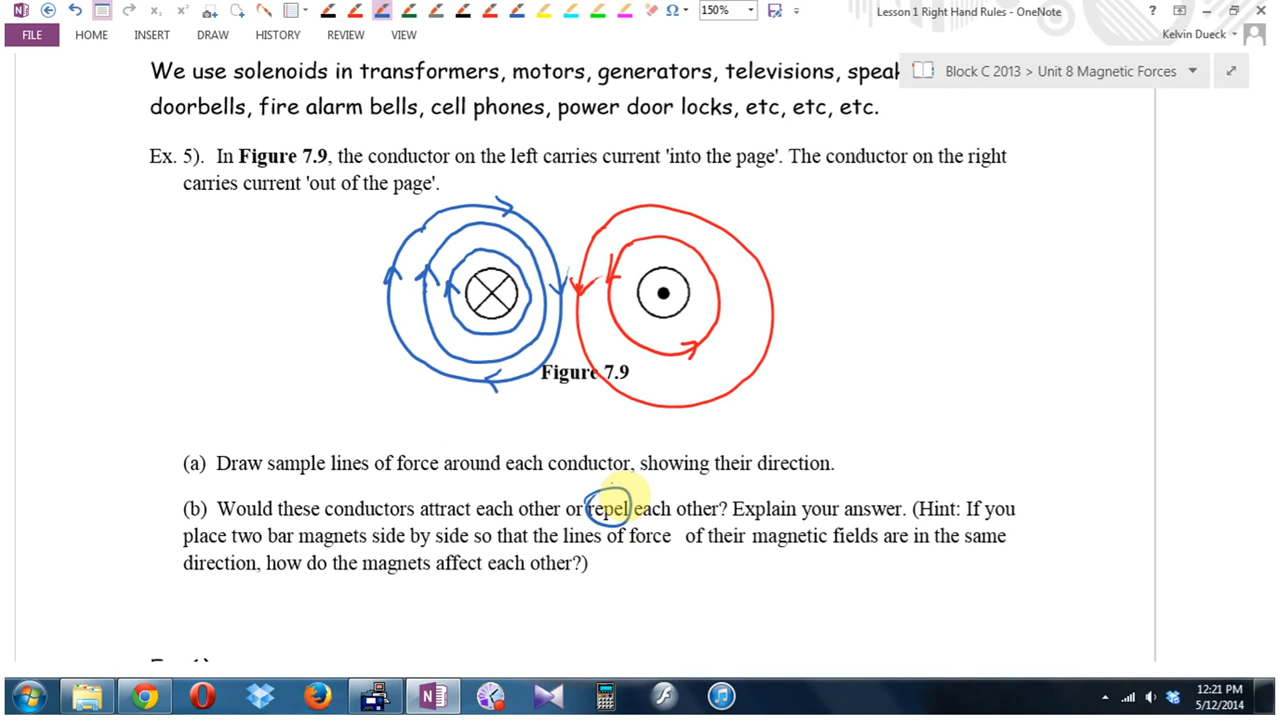 150%
Lesson 1 Right Hand Rules - OneNote
FILE HOME INSERT DRAW HISTORY REVIEW VIEW
Kelvin Dueck
Block C 2013 > Unit 8 Magnetic Forces
We use solenoids in transformers, motors, generators, televisions,
doorbells, fire alarm bells, cell phones, power door locks, etc, etc, etc.
Ex. 5). In Figure 7.9, the conductor on the left carries current 'into the page'. The conductor on the right
carries current 'out of the page'.
Figure 7.9
(a) Draw sample lines of force around each conductor, showing their direction.
(b) Would these conductors attract each other or repel each other? Explain your answer. (Hint: If you
place two bar magnets side by side so that the lines of force of their magnetic fields are in the same
direction, how do the magnets affect each other?)
12:21 PM
5/12/2014